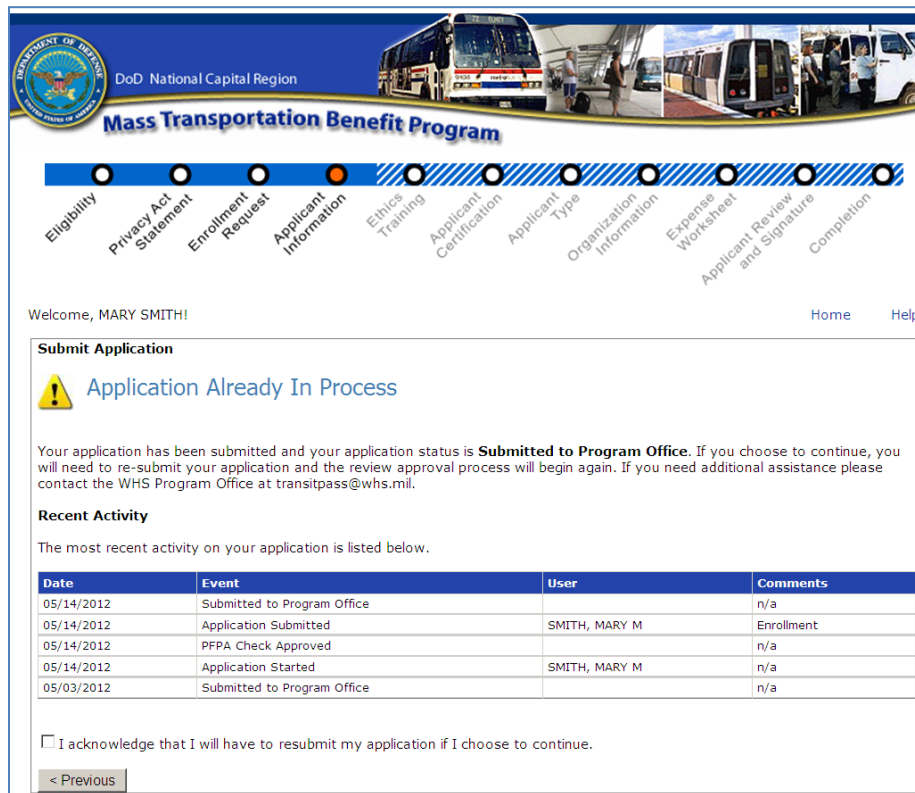 DEPARTMENT OF DEFENSE
UNITED STATES OF AMERICA
DoD National Capital Region
Mass Transportation Benefit Program
Eligibility
Privacy Act
Statement
Enrollment
Request
Applicant
Information
Ethics
Training
Applicant
Certification
Applicant
Type
Organization
Information
Expense
Worksheet
Applicant Review
and Signature
Completion
Welcome, MARY SMITH!
Home Help
Submit Application
Application Already In Process
Your application has been submitted and your application status is Submitted to Program Office. If you choose to continue, you
will need to re-submit your application and the review approval process will begin again. If you need additional assistance please
contact the WHS Program Office at transitpass@whs.mil.
Recent Activity
The most recent activity on your application is listed below.
Date Event User Comments
05/14/2012 Submitted to Program Office n/a
05/14/2012 Application Submitted SMITH, MARY M Enrollment
05/14/2012 PFPA Check Approved n/a
05/14/2012 Application Started SMITH, MARY M n/a
05/03/2012 Submitted to Program Office n/a
I acknowledge that I will have to resubmit my application if I choose to continue.
< Previous